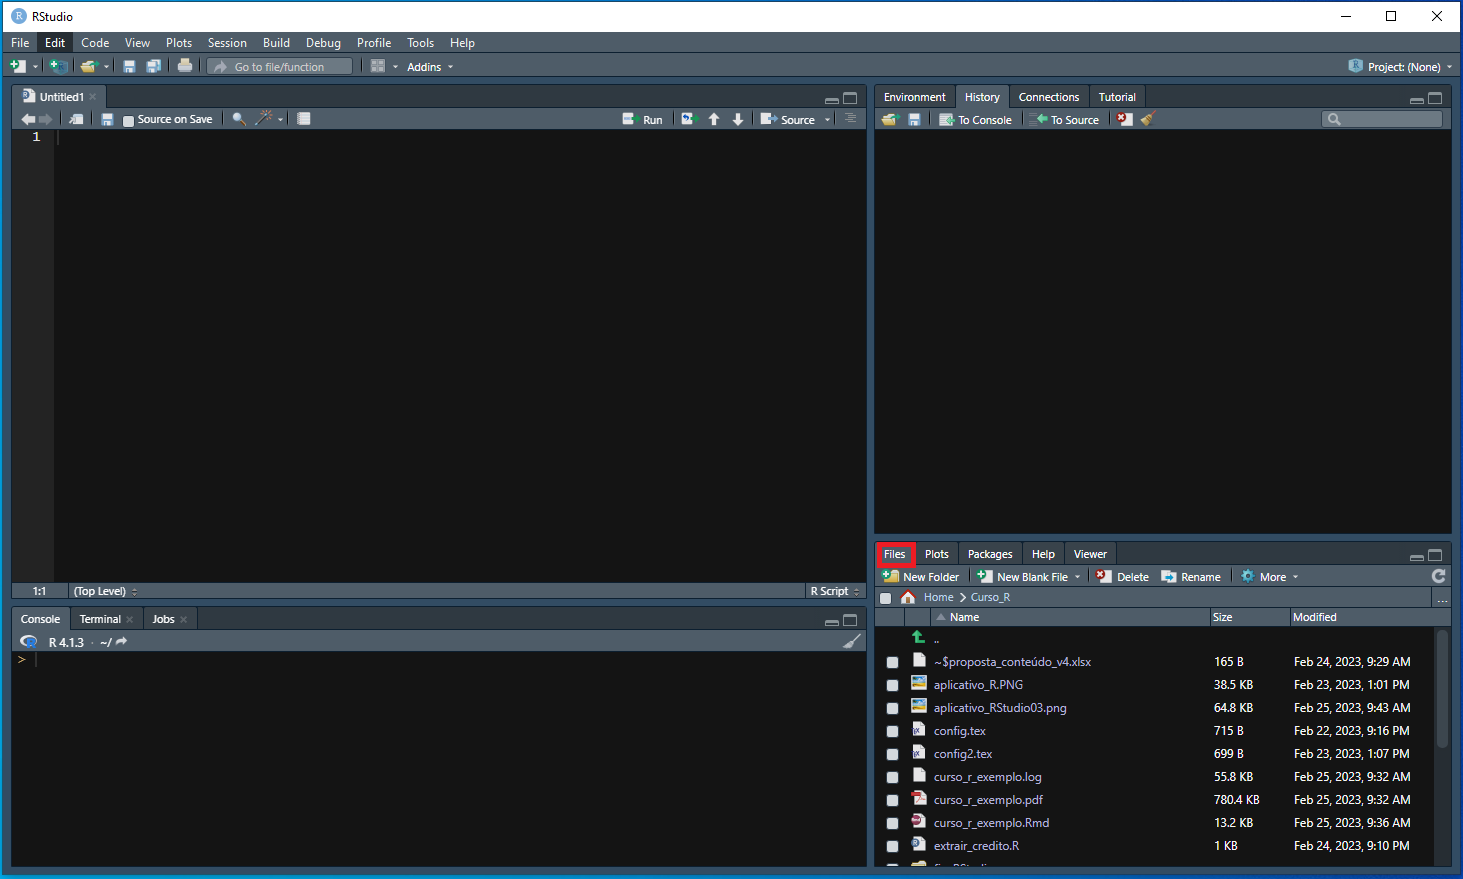 RStudio
File Edit Code View Plots Session Build Debug Profile Tools Help
Go to file/function Addins Project: (None)
Untitled1
Source on Save Run Source
1
1:1 (Top Level) R Script
Console Terminal Jobs
R 4.1.3 · ~/
>
Environment History Connections Tutorial
To Console To Source
Files Plots Packages Help Viewer
New Folder New Blank File Delete Rename More
Home Curso_R ...
Name Size Modified
..
~$proposta_conteúdo_v4.xlsx 165 B Feb 24, 2023, 9:29 AM
aplicativo_R.PNG 38.5 KB Feb 23, 2023, 1:01 PM
aplicativo_RStudio03.png 64.8 KB Feb 25, 2023, 9:43 AM
config.tex 715 B Feb 22, 2023, 9:16 PM
config2.tex 699 B Feb 23, 2023, 1:07 PM
curso_r_exemplo.log 55.8 KB Feb 25, 2023, 9:32 AM
curso_r_exemplo.pdf 780.4 KB Feb 25, 2023, 9:32 AM
curso_r_exemplo.Rmd 13.2 KB Feb 25, 2023, 9:36 AM
extrair_credito.R 1 KB Feb 24, 2023, 9:10 PM